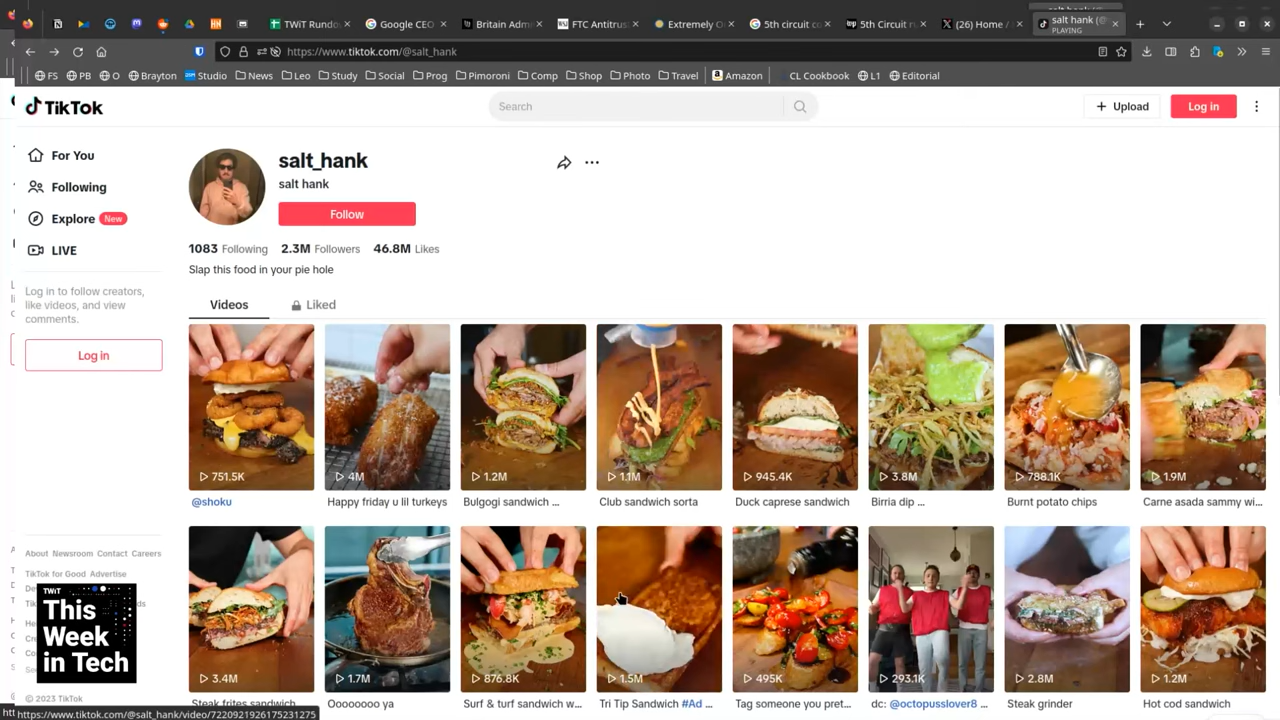 TWiT Rundo
Google CEO
Britain Adm
FTC Antitrus
Extremely O
5th circuit co
5th Circuit r
(26) Home /
salt hank (@
PLAYING
https://www.tiktok.com/@salt_hank
FS PB O Brayton Studio News Leo Study Social Prog Pimoroni Comp Shop Photo Travel Amazon CL Cookbook L1 Editorial
TikTok
Search
Upload
Log in
For You
Following
Explore New
LIVE
Log in to follow creators,
like videos, and view
comments.
Log in
salt_hank
salt hank
Follow
1083 Following 2.3M Followers 46.8M Likes
Slap this food in your pie hole
Videos Liked
751.5K 4M 1.2M 1.1M 945.4K 3.8M 788.1K 1.9M
@shoku
Happy friday u lil turkeys
Bulgogi sandwich ...
Club sandwich sorta
Duck caprese sandwich
Birria dip ...
Burnt potato chips
Carne asada sammy wi...
3.4M 1.7M 876.8K 1.5M 495K 293.1K 2.8M 1.2M
Steak frites sandwich
Oooooooo ya
Surf & turf sandwich w...
Tri Tip Sandwich #Ad ...
Tag someone you pret...
dc: @octopusslover8 ...
Steak grinder
Hot cod sandwich
About Newsroom Contact Careers
TikTok for Good Advertise
TWiT
This
Week
in Tech
© 2023 TikTok
https://www.tiktok.com/@salt_hank/video/7220921926175231275